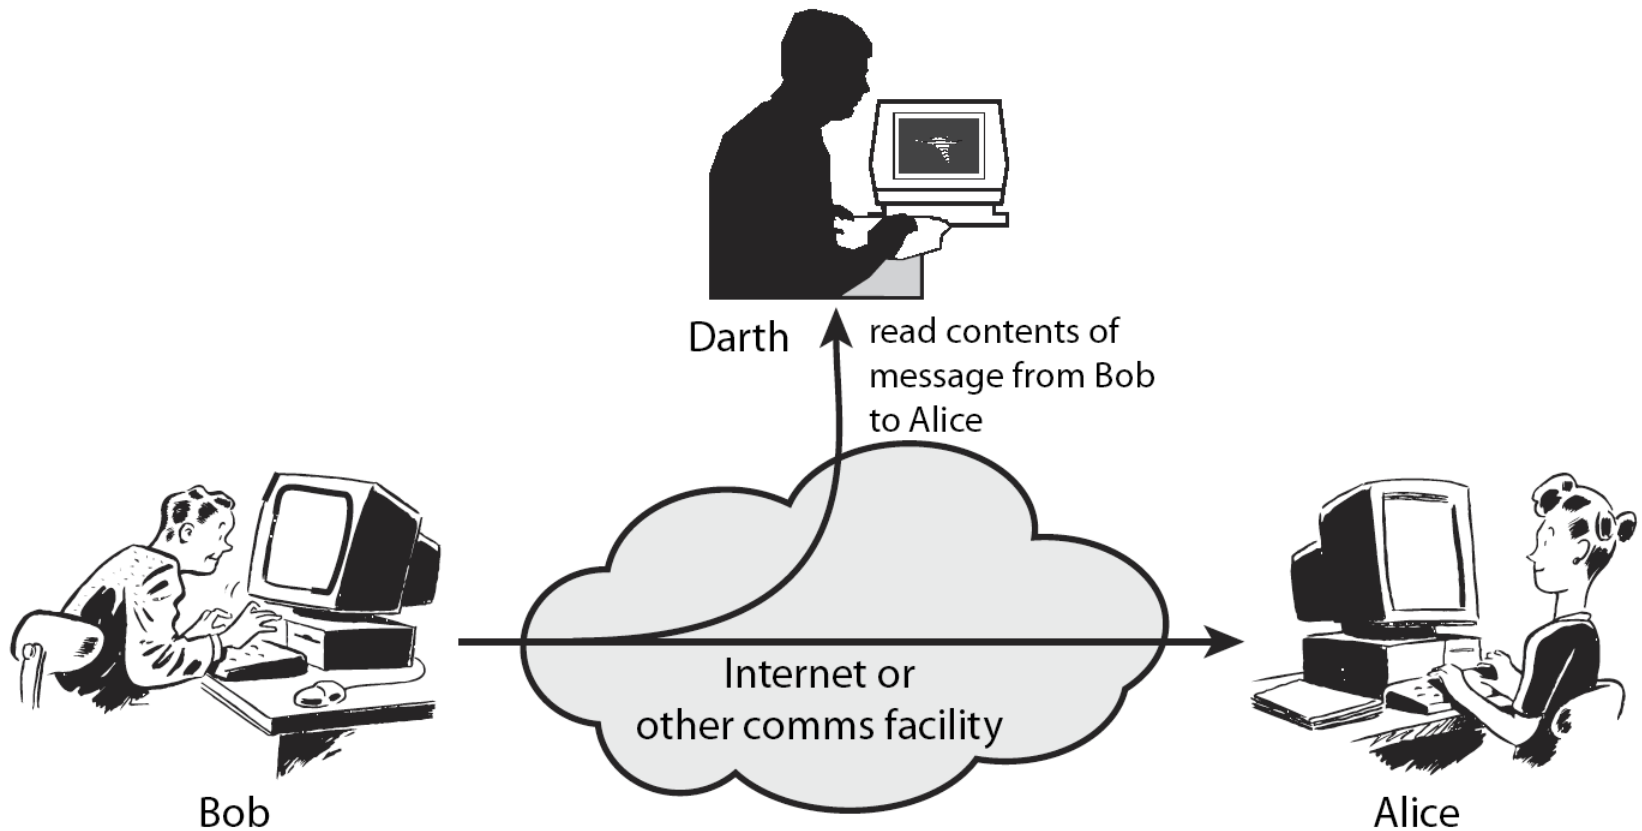 Darth
read contents of
message from Bob
to Alice
Internet or
other comms facility
Bob
Alice